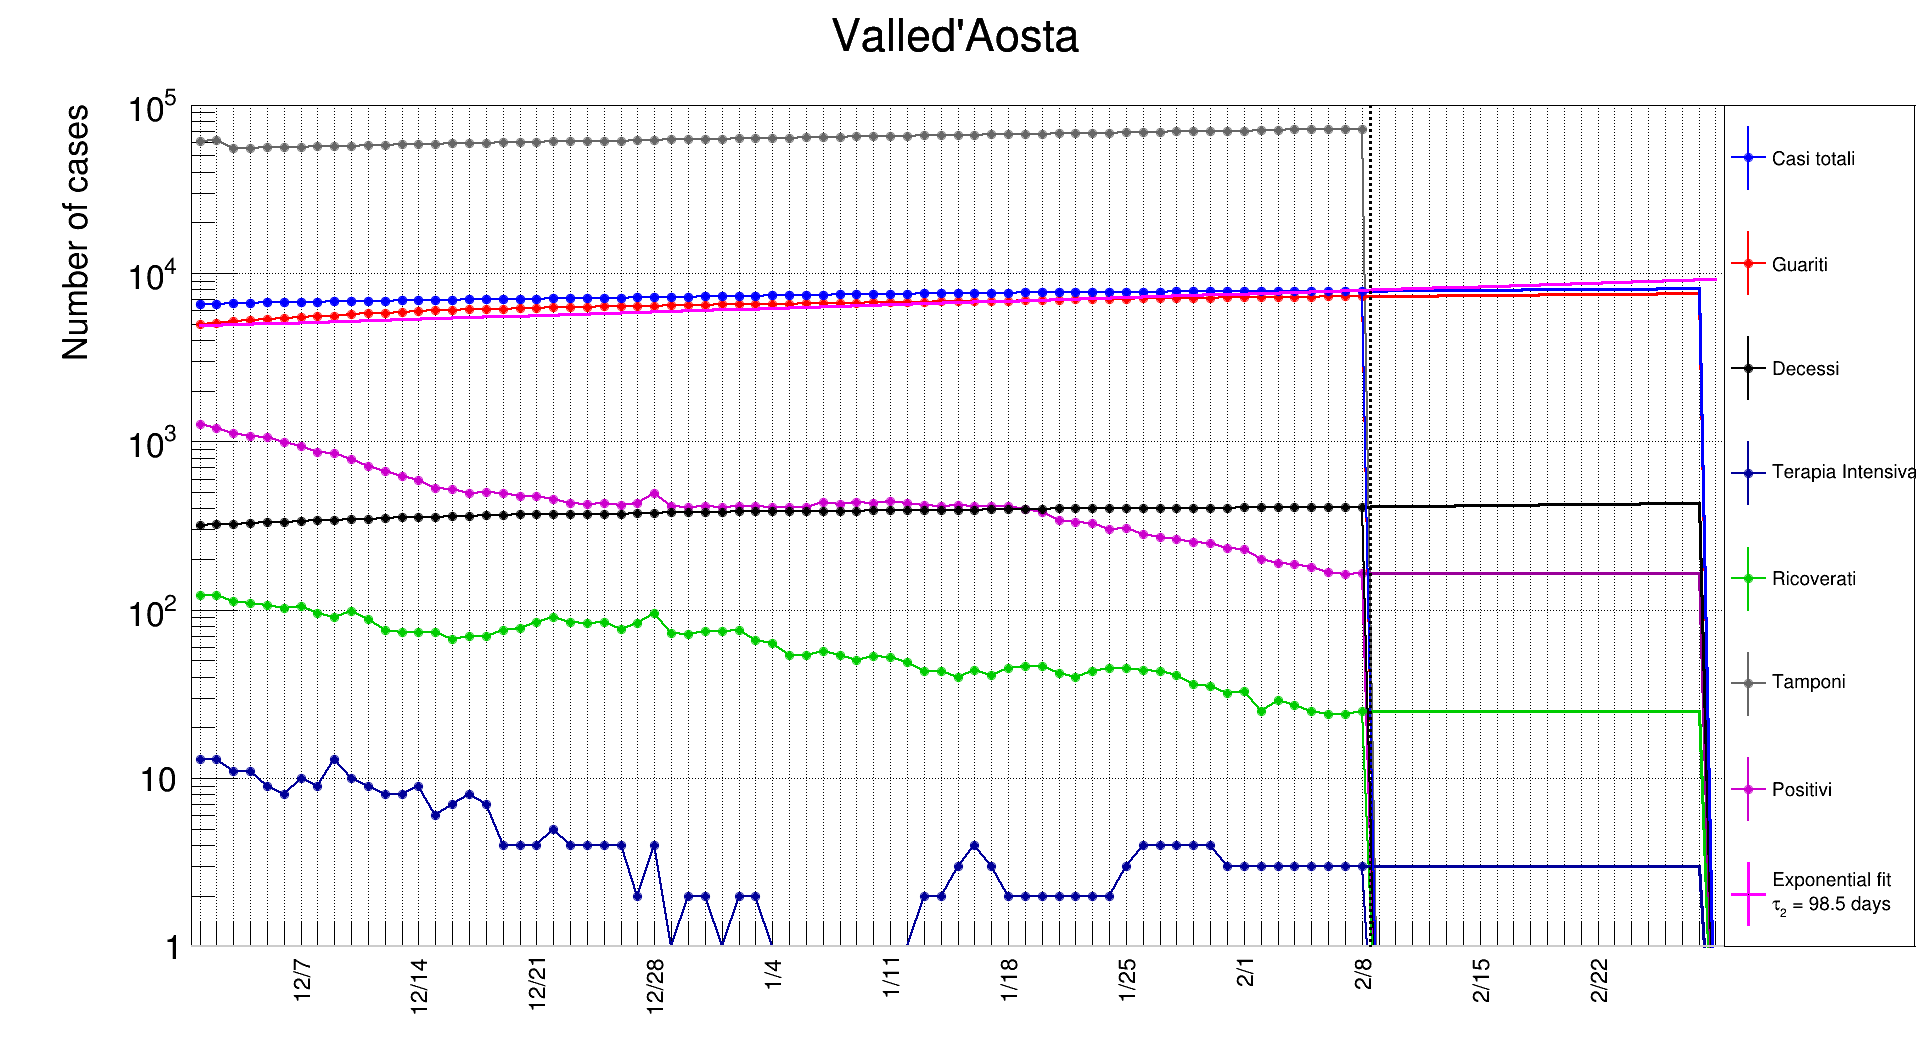 Valled'Aosta
Number of cases
10^5
10^4
10^3
10^2
10
1
12/7
12/14
12/21
12/28
1/4
1/11
1/18
1/25
2/1
2/8
2/15
2/22
Casi totali
Guariti
Decessi
Terapia Intensiva
Ricoverati
Tamponi
Positivi
Exponential fit
τ₂ = 98.5 days